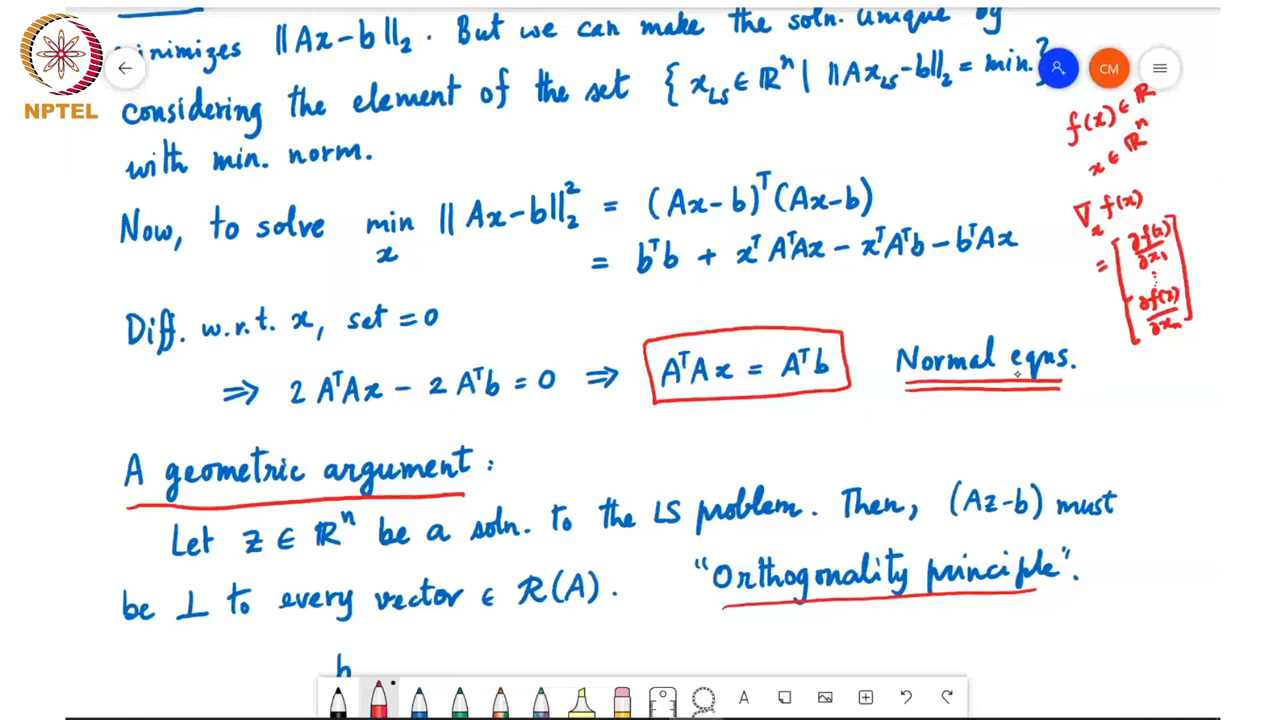 minimizes ||Ax-b||₂. But we can make the soln. unique by
considering the element of the set { x_LS ∈ ℝⁿ | ||Ax_LS-b||₂ = min. }
with min. norm.
Now, to solve min_x ||Ax-b||₂² = (Ax-b)ᵀ(Ax-b)
= bᵀb + xᵀAᵀAx - xᵀAᵀb - bᵀAx
Diff. w.r.t. x, set = 0
⇒ 2AᵀAx - 2Aᵀb = 0 ⇒ AᵀAx = Aᵀb Normal eqns.
A geometric argument:
Let z ∈ ℝⁿ be a soln. to the LS problem. Then, (Az-b) must
be ⊥ to every vector ∈ R(A). "Orthogonality principle".
b
f(x) ∈ ℝ
x ∈ ℝⁿ
∇ₓ f(x)
= [ ∂f(x)/∂x₁
⋮
∂f(x)/∂xₙ ]
NPTEL
CM
A